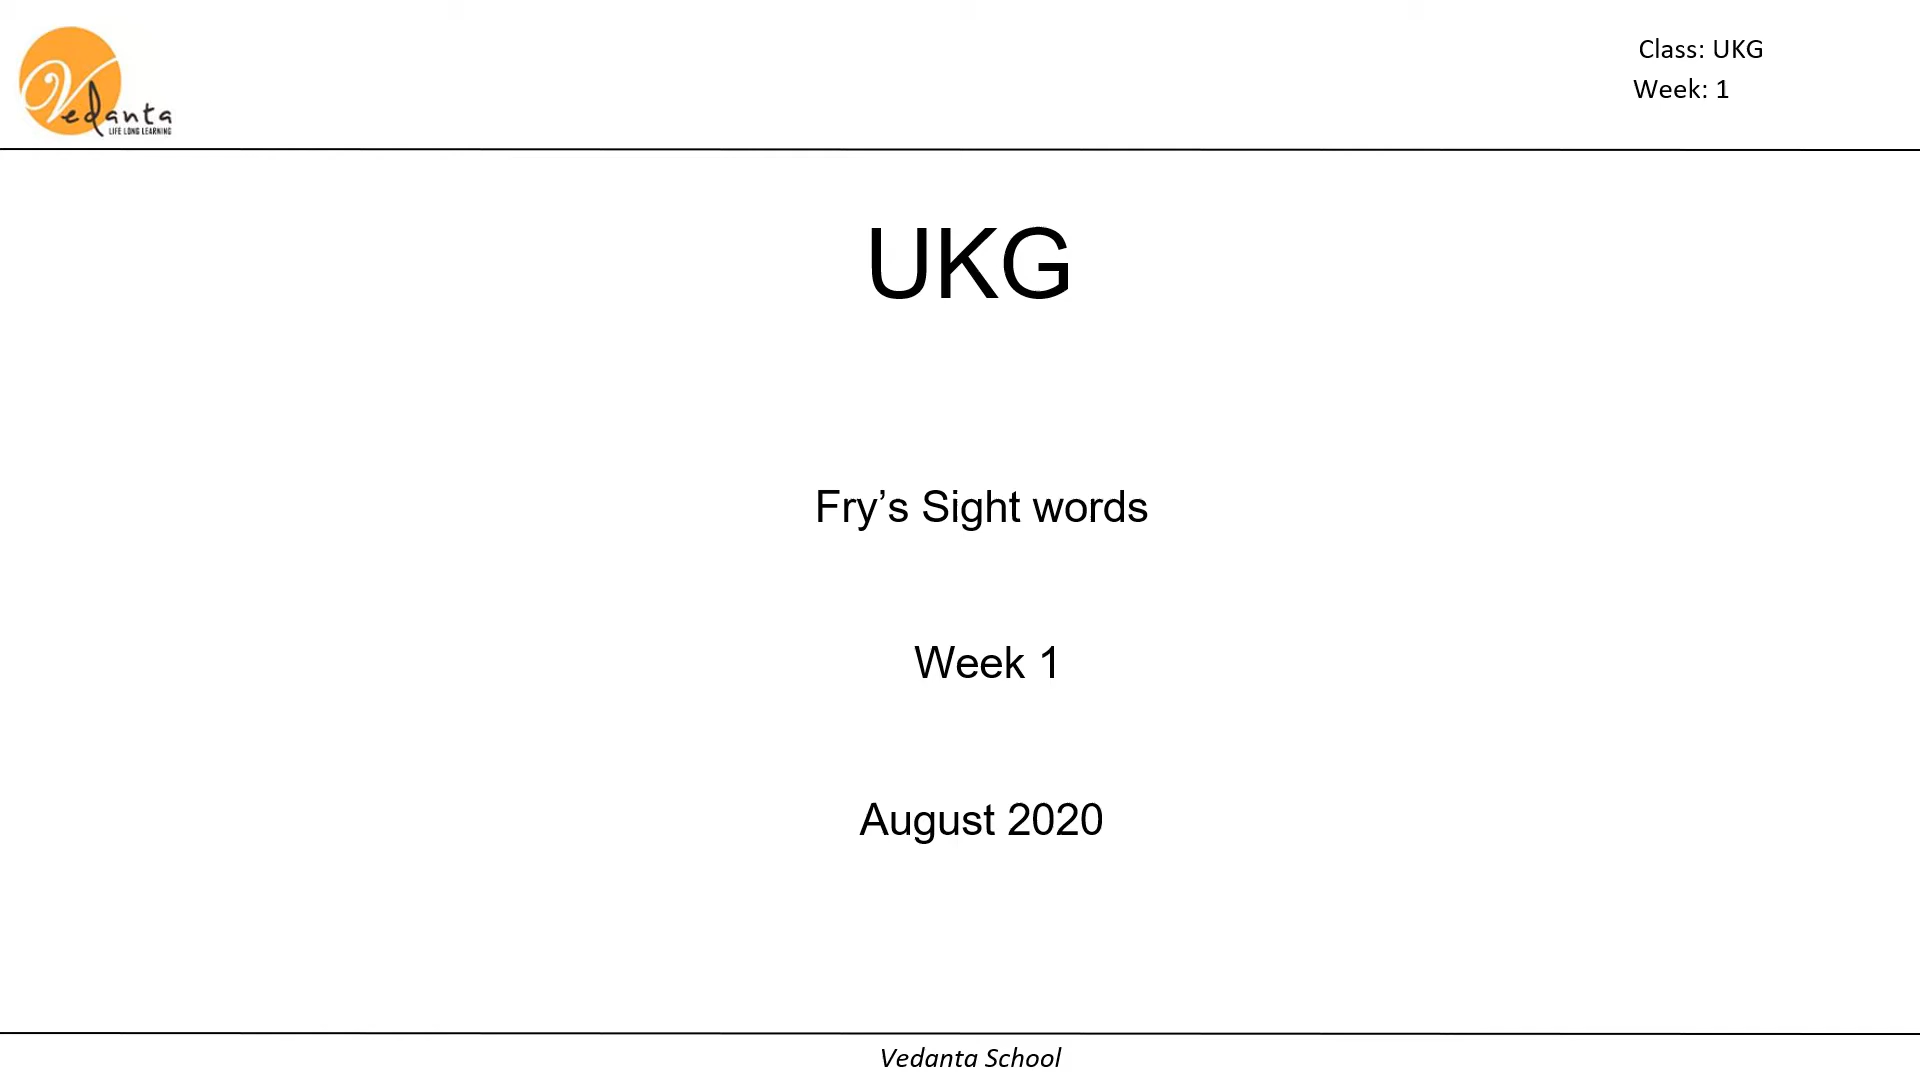 Vedanta
LIFE LONG LEARNING
Class: UKG
Week: 1
UKG
Fry’s Sight words
Week 1
August 2020
Vedanta School